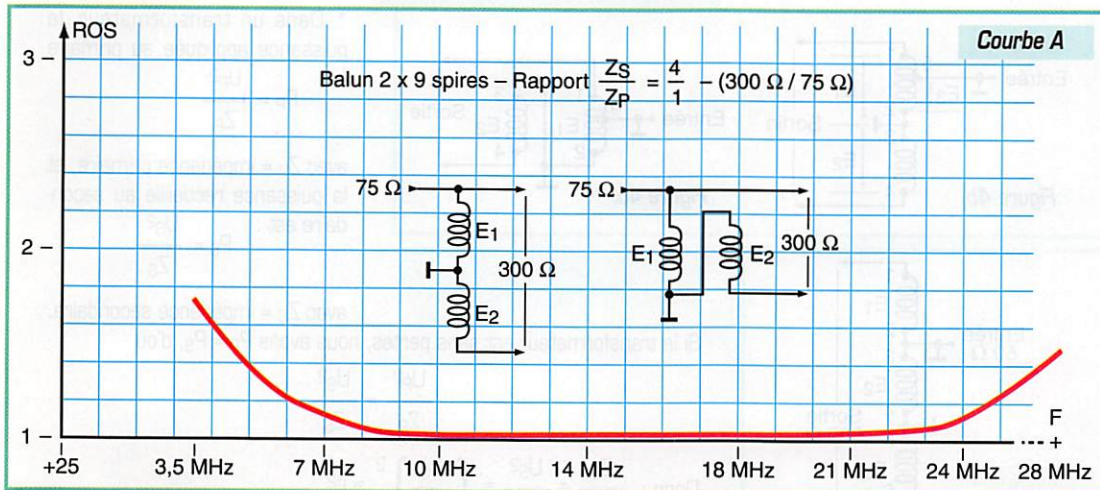 ROS
Courbe A
3
Balun 2 x 9 spires – Rapport ZS/ZP = 4/1 – (300 Ω / 75 Ω)
75 Ω
75 Ω
E1
E1
E2
300 Ω
300 Ω
2
E2
F
1
+25
3,5 MHz
7 MHz
10 MHz
14 MHz
18 MHz
21 MHz
24 MHz
28 MHz
+